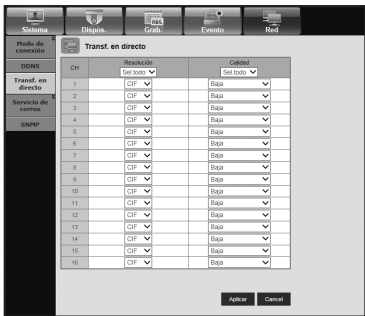 Sistema
Dispos.
REC
Grab.
Evento
Red
Modo de
conexión
DDNS
Transf. en
directo
Servicio de
correo
ENMP
Transf. en directo
CH
Resolución
Sel.todo
Calidad
Sel.todo
1 CIF Baja
2 CIF Baja
3 CIF Baja
4 CIF Baja
5 CIF Baja
6 CIF Baja
7 CIF Baja
8 CIF Baja
9 CIF Baja
10 CIF Baja
11 CIF Baja
12 CIF Baja
13 CIF Baja
14 CIF Baja
15 CIF Baja
16 CIF Baja
Aplicar Cancel